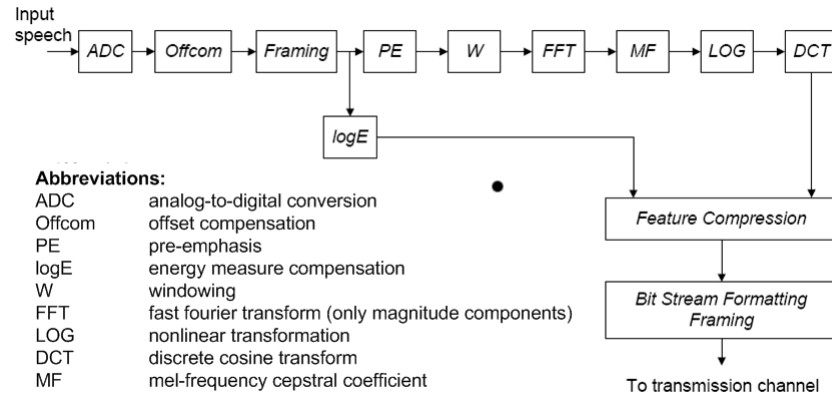 Input
speech
ADC
Offcom
Framing
PE
W
FFT
MF
LOG
DCT
logE
Feature Compression
Bit Stream Formatting
Framing
To transmission channel
Abbreviations:
ADC analog-to-digital conversion
Offcom offset compensation
PE pre-emphasis
logE energy measure compensation
W windowing
FFT fast fourier transform (only magnitude components)
LOG nonlinear transformation
DCT discrete cosine transform
MF mel-frequency cepstral coefficient